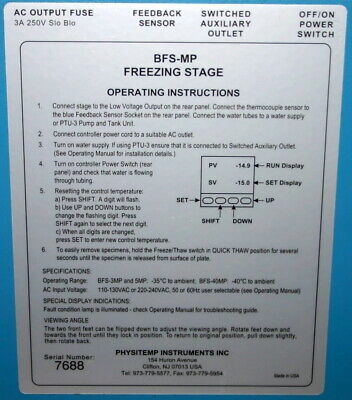 AC OUTPUT FUSE
3A 250V Slo Blo
FEEDBACK
SENSOR
SWITCHED
AUXILIARY
OUTLET
OFF/ON
POWER
SWITCH
BFS-MP
FREEZING STAGE
OPERATING INSTRUCTIONS
1. Connect stage to the Low Voltage Output on the rear panel. Connect thermocouple sensor to
the blue Feedback Sensor Socket on the rear panel. Connect the water tubes to a water supply
or PTU-3 Pump and Tank Unit.
2. Connect controller power cord to a suitable AC outlet.
3. Turn on water supply. If using PTU-3 ensure that it is connected to Switched Auxiliary Outlet.
(See Operating Manual for installation details.)
4. Turn on controller Power Switch (rear
panel) and check that water is flowing
through tubing.
5. Resetting the control temperature:
a) Press SHIFT. A digit will flash.
b) Use UP and DOWN buttons to
change the flashing digit. Press
SHIFT again to select the next digit.
c) When all digits are changed,
press SET to enter new control temperature.
PV -14.9 RUN Display
SV -15.0 SET Display
SET UP
SHIFT DOWN
6. To easily remove specimens, hold the Freeze/Thaw switch in QUICK THAW position for several
seconds until the specimen is released from surface of plate.
SPECIFICATIONS:
Operating Range: BFS-3MP and 5MP: -35°C to ambient; BFS-40MP: -40°C to ambient
AC Input Voltage: 110-130VAC or 220-240VAC, 50 or 60Hz user selectable (see Operating Manual)
SPECIAL DISPLAY INDICATIONS:
Fault condition lamp is illuminated - check Operating Manual for troubleshooting guide.
VIEWING ANGLE
The two front feet can be flipped down to adjust the viewing angle. Rotate feet down and
towards the front until they lock in position. To return to original position, pull down slightly,
then rotate back.
Serial Number:
7688
PHYSITEMP INSTRUMENTS INC
154 Huron Avenue
Clifton, NJ 07013 USA
Tel: 973-779-5577, Fax: 973-779-5954
Made in USA